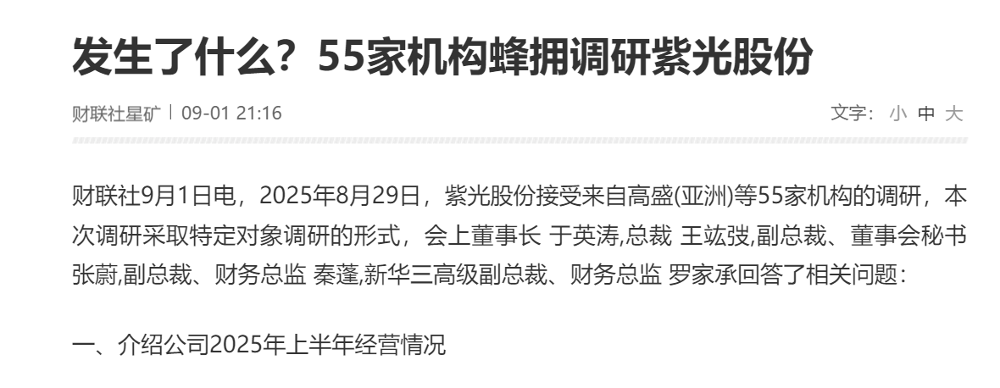 发生了什么？55家机构蜂拥调研紫光股份
财联社星矿 | 09-01 21:16 文字： 小 中 大
财联社9月1日电，2025年8月29日，紫光股份接受来自高盛(亚洲)等55家机构的调研，本
次调研采取特定对象调研的形式，会上董事长 于英涛,总裁 王竑弢,副总裁、董事会秘书
张蔚,副总裁、财务总监 秦蓬,新华三高级副总裁、财务总监 罗家承回答了相关问题：
一、介绍公司2025年上半年经营情况